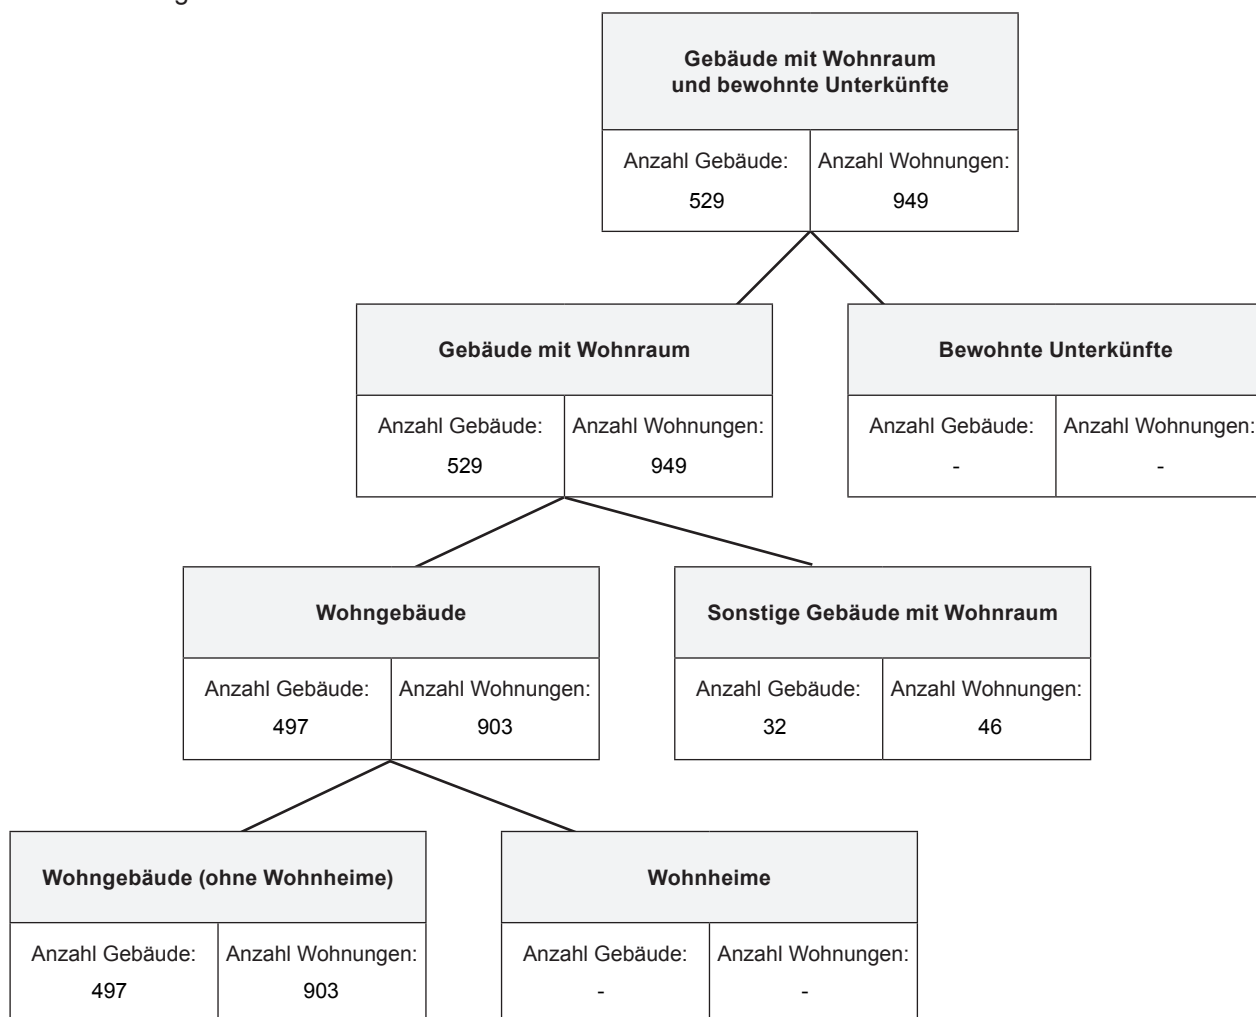 Gebäude mit Wohnraum
und bewohnte Unterkünfte
Anzahl Gebäude: Anzahl Wohnungen:
529 949
Gebäude mit Wohnraum
Anzahl Gebäude: Anzahl Wohnungen:
529 949
Bewohnte Unterkünfte
Anzahl Gebäude: Anzahl Wohnungen:
- -
Wohngebäude
Anzahl Gebäude: Anzahl Wohnungen:
497 903
Sonstige Gebäude mit Wohnraum
Anzahl Gebäude: Anzahl Wohnungen:
32 46
Wohngebäude (ohne Wohnheime)
Anzahl Gebäude: Anzahl Wohnungen:
497 903
Wohnheime
Anzahl Gebäude: Anzahl Wohnungen:
- -